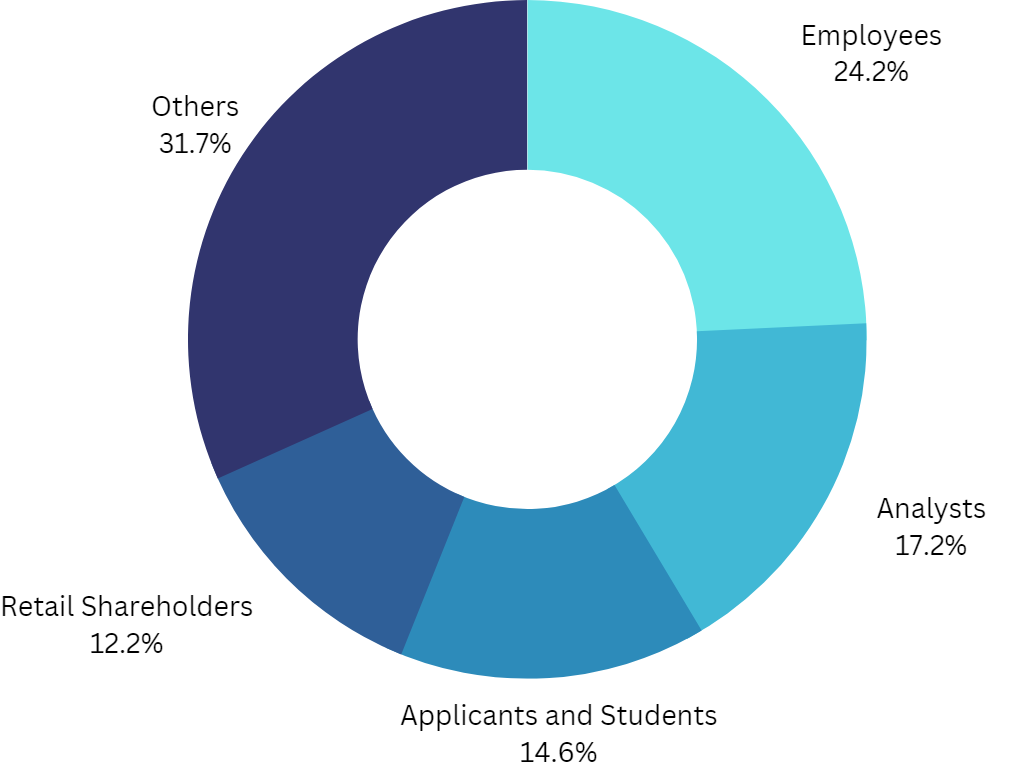 Employees
24.2%
Others
31.7%
Analysts
17.2%
Retail Shareholders
12.2%
Applicants and Students
14.6%